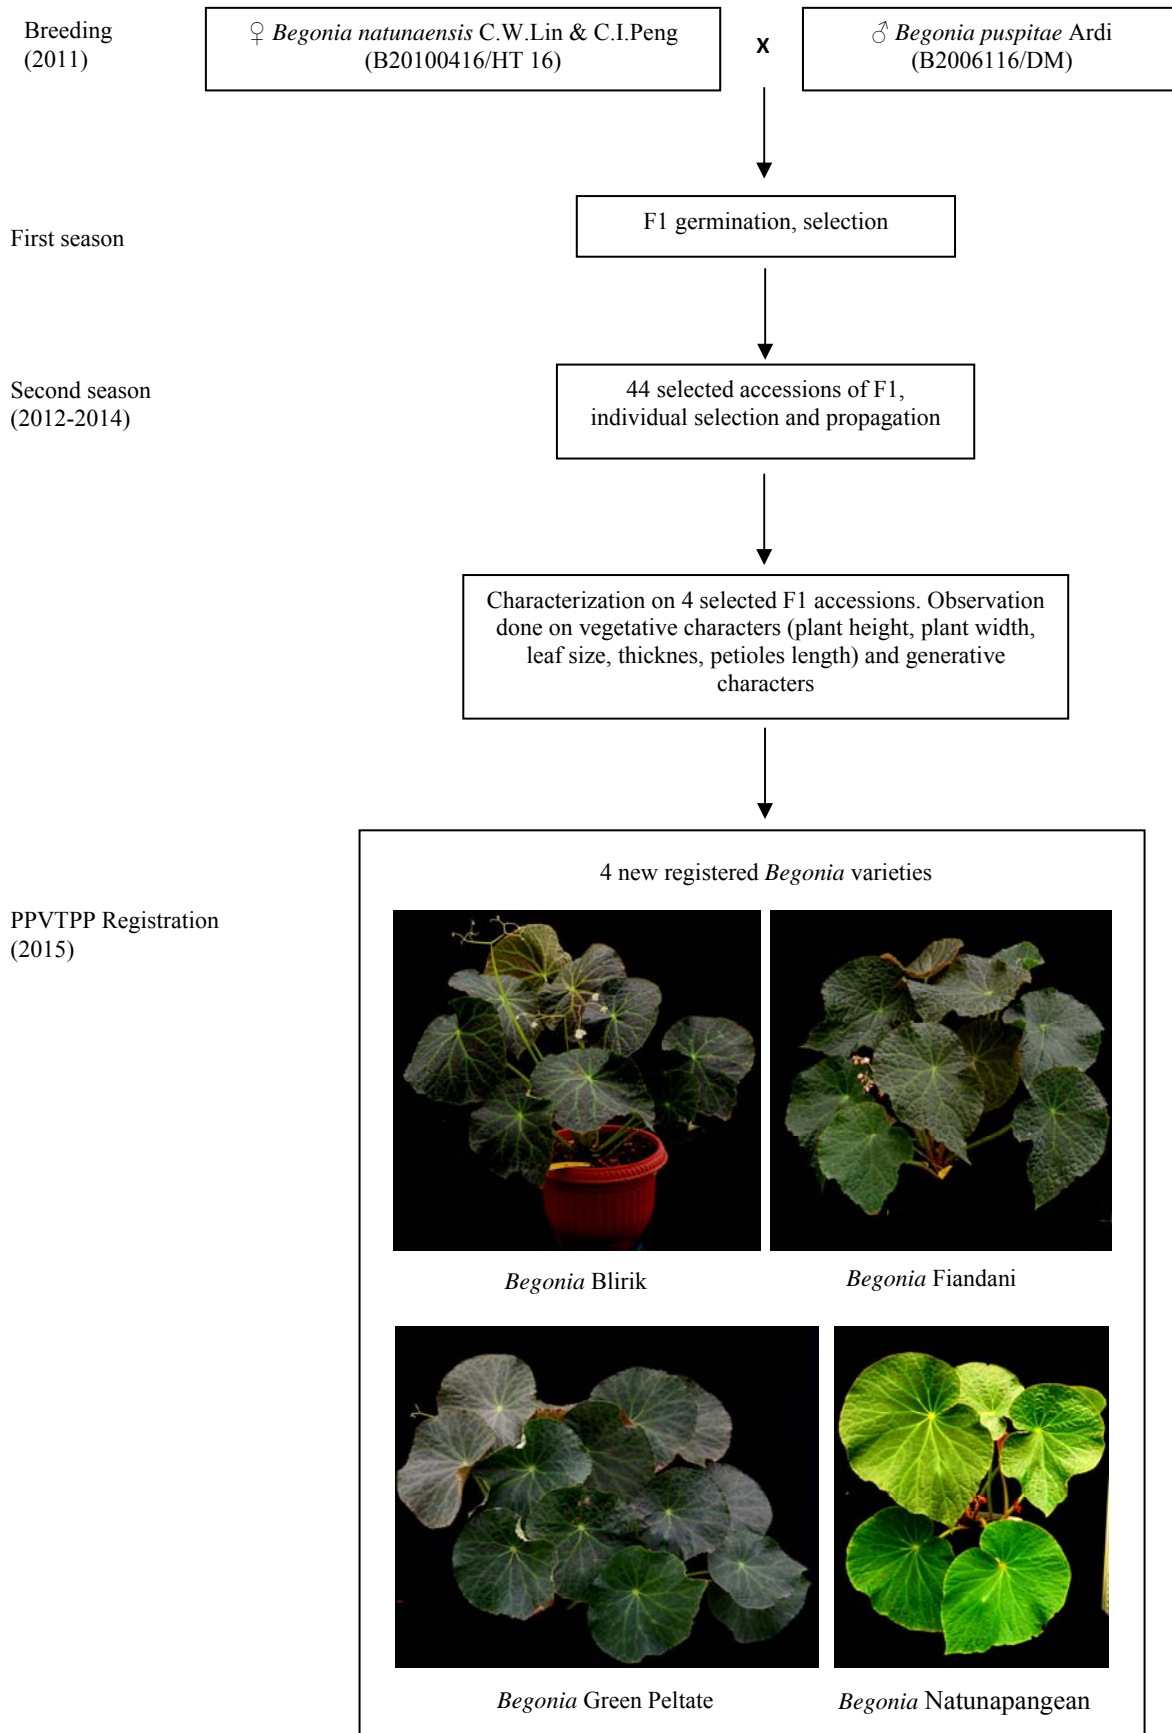 Breeding
(2011)
♀ Begonia natunaensis C.W.Lin & C.I.Peng
(B20100416/HT 16)
X
♂ Begonia puspitae Ardi
(B2006116/DM)
First season
F1 germination, selection
Second season
(2012-2014)
44 selected accessions of F1,
individual selection and propagation
Characterization on 4 selected F1 accessions. Observation
done on vegetative characters (plant height, plant width,
leaf size, thicknes, petioles length) and generative
characters
PPVTPP Registration
(2015)
4 new registered Begonia varieties
Begonia Blirik
Begonia Fiandani
Begonia Green Peltate
Begonia Natunapangean